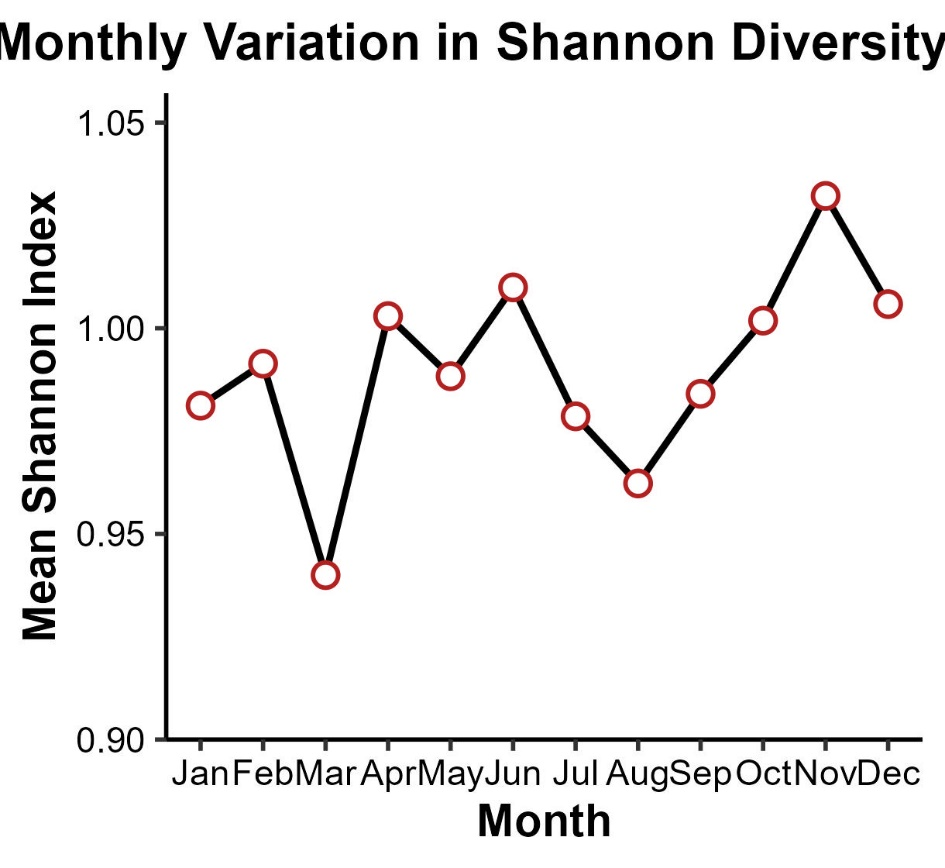 Monthly Variation in Shannon Diversity
Mean Shannon Index
1.05
1.00
0.95
0.90
Jan Feb Mar Apr May Jun Jul Aug Sep Oct Nov Dec
Month